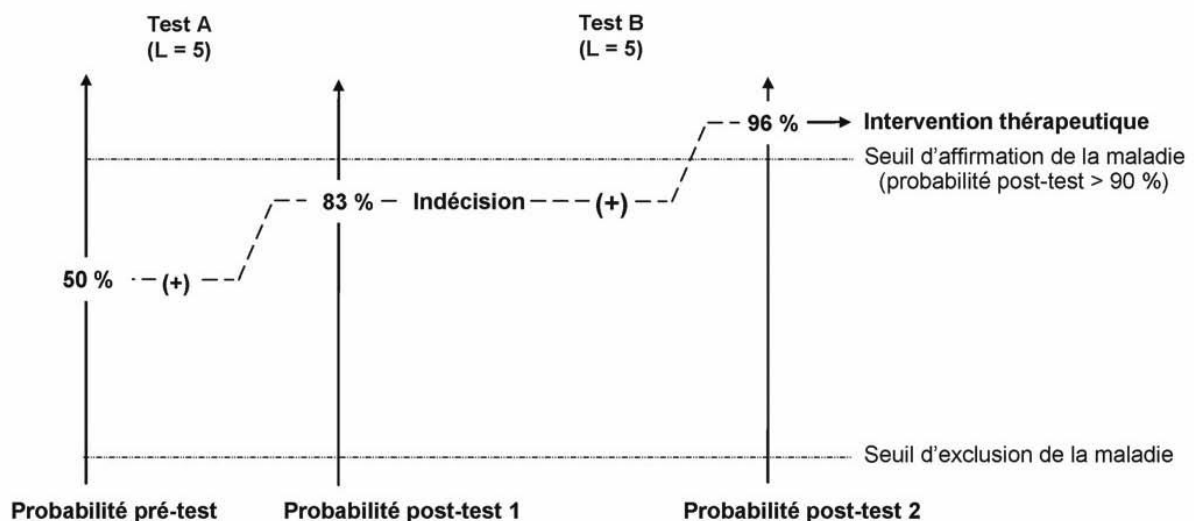 Test A
(L = 5)
Test B
(L = 5)
96 % Intervention thérapeutique
Seuil d'affirmation de la maladie
(probabilité post-test > 90 %)
83 % Indécision (+)
50 % (+)
Seuil d'exclusion de la maladie
Probabilité pré-test Probabilité post-test 1 Probabilité post-test 2